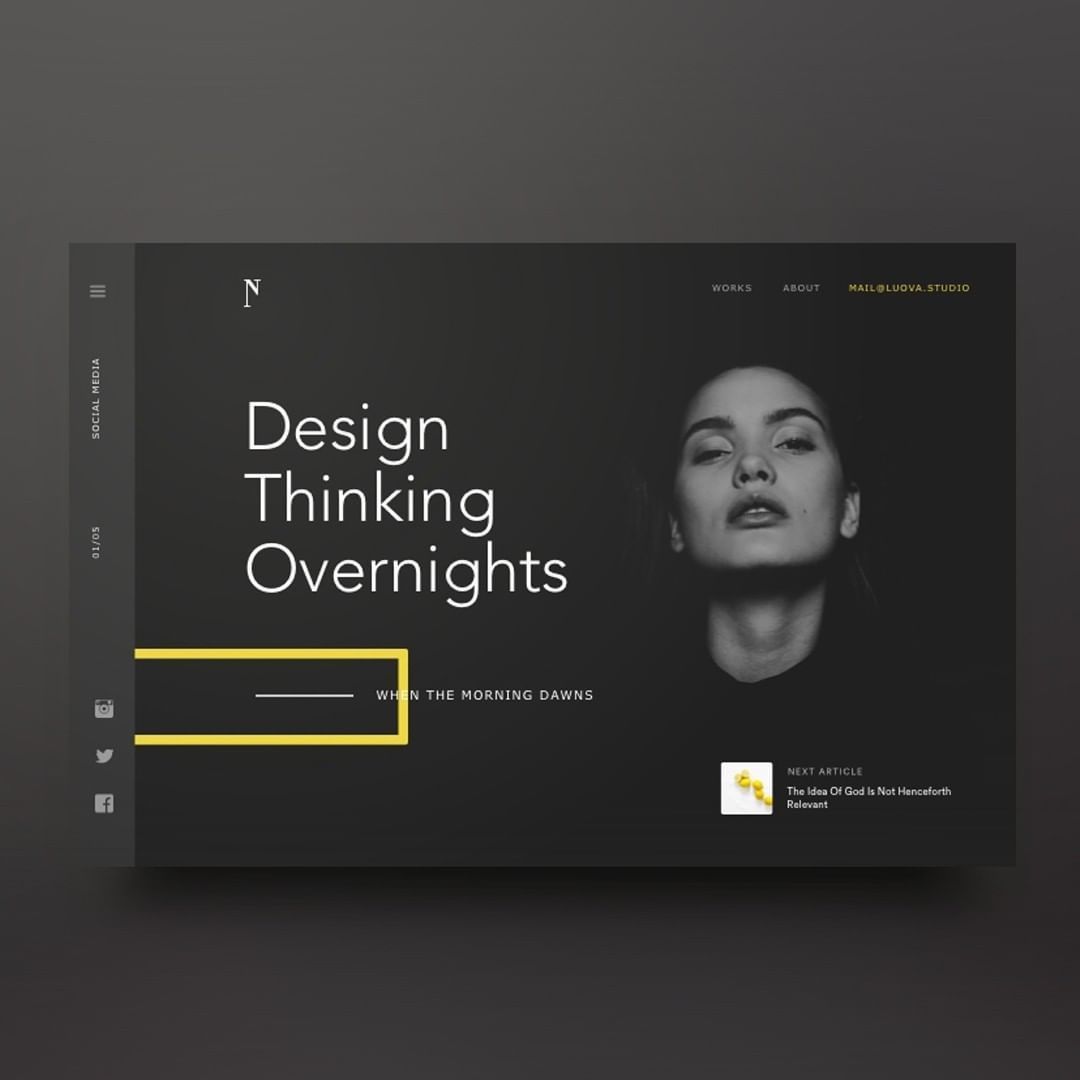 N
WORKS
ABOUT
MAIL@LUOVA.STUDIO
SOCIAL MEDIA
01/05
Design
Thinking
Overnights
WHEN THE MORNING DAWNS
NEXT ARTICLE
The Idea Of God Is Not Henceforth
Relevant